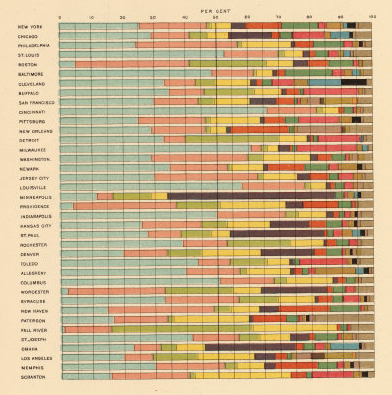 PER CENT
0 10 20 30 40 50 60 70 80 90 100
NEW YORK
CHICAGO
PHILADELPHIA
ST. LOUIS
BOSTON
BALTIMORE
CLEVELAND
BUFFALO
SAN FRANCISCO
CINCINNATI
PITTSBURG
NEW ORLEANS
DETROIT
MILWAUKEE
WASHINGTON
NEWARK
JERSEY CITY
LOUISVILLE
MINNEAPOLIS
PROVIDENCE
INDIANAPOLIS
KANSAS CITY
ST. PAUL
ROCHESTER
DENVER
TOLEDO
ALLEGHENY
COLUMBUS
WORCESTER
SYRACUSE
NEW HAVEN
PATERSON
FALL RIVER
ST. JOSEPH
OMAHA
LOS ANGELES
MEMPHIS
SCRANTON